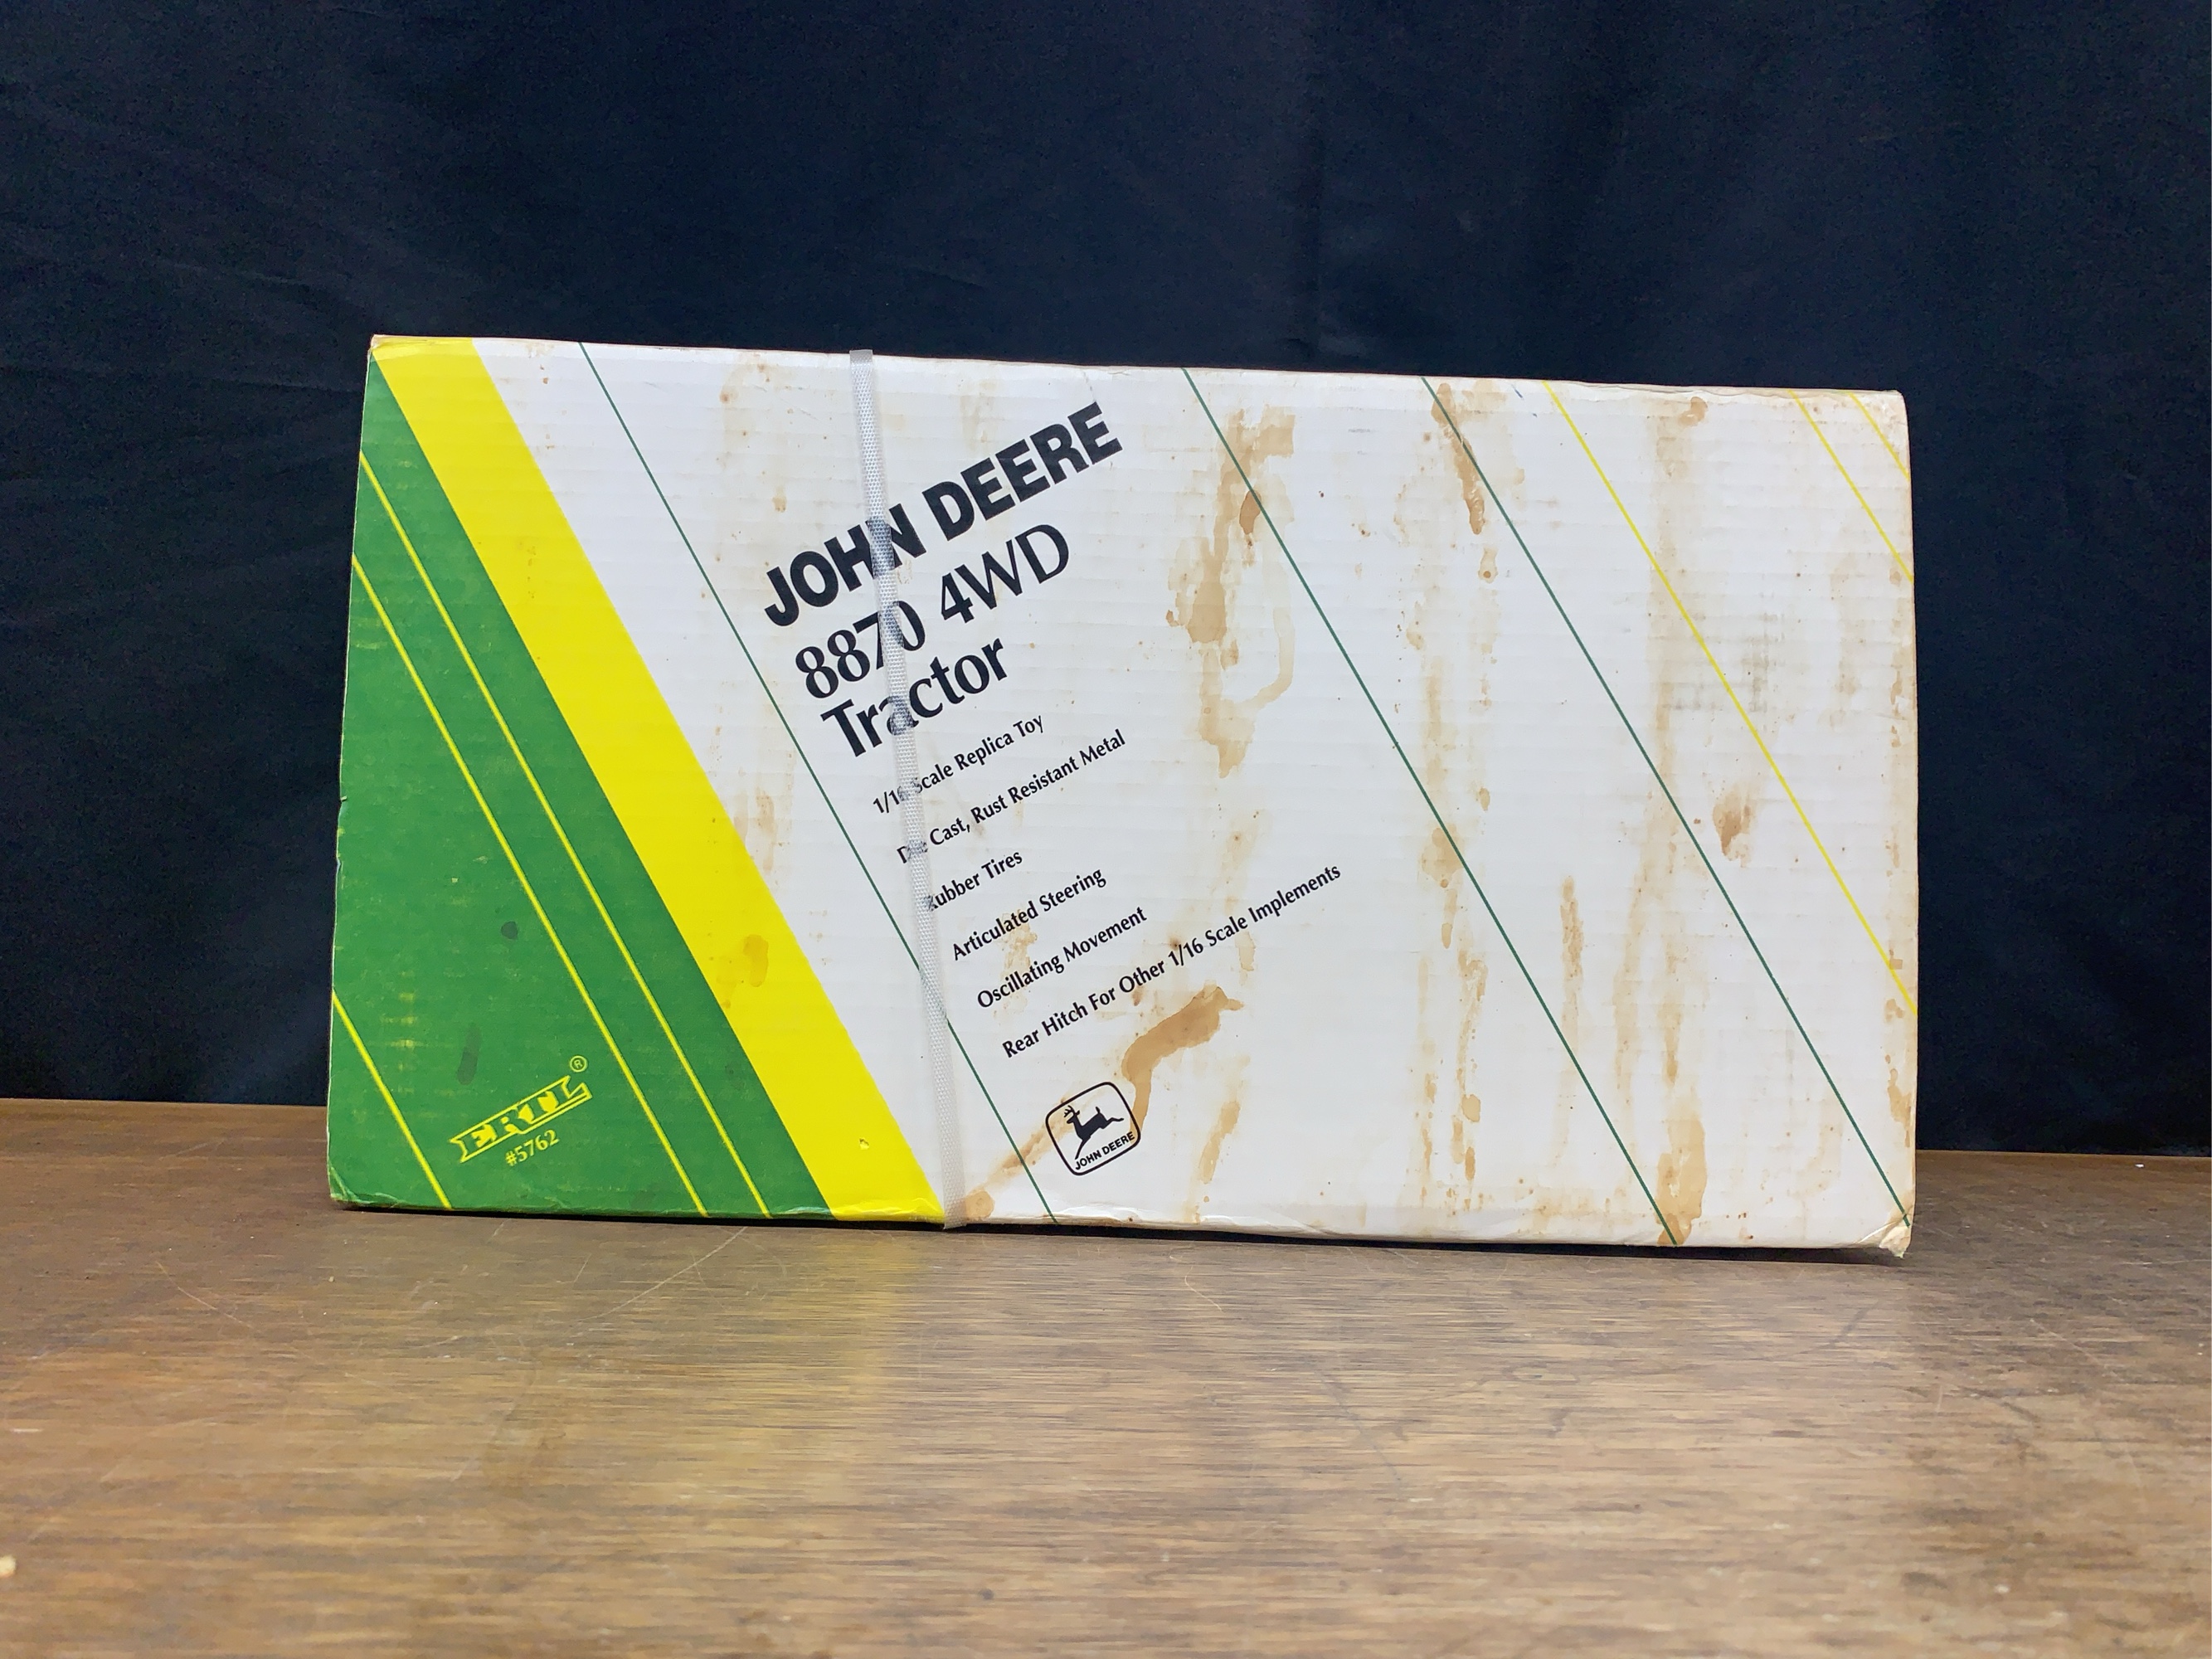 JOHN DEERE
8870 4WD
Tractor
1/16 Scale Replica Toy
Die Cast, Rust Resistant Metal
Rubber Tires
Articulated Steering
Oscillating Movement
Rear Hitch For Other 1/16 Scale Implements
JOHN DEERE
ERTL®
#5762